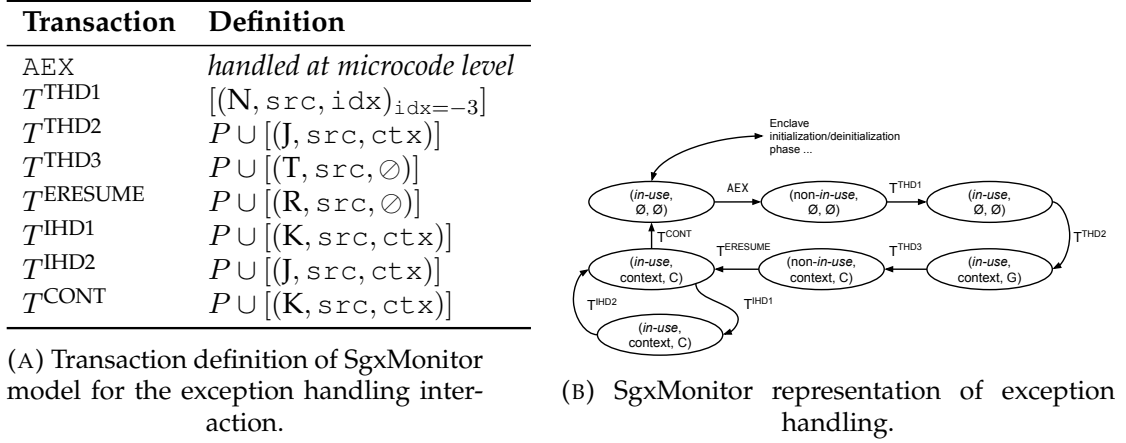 Transaction Definition
AEX handled at microcode level
T^THD1 [(N, src, idx)_idx=−3]
T^THD2 P ∪ [(J, src, ctx)]
T^THD3 P ∪ [(T, src, ⊘)]
T^ERESUME P ∪ [(R, src, ⊘)]
T^IHD1 P ∪ [(K, src, ctx)]
T^IHD2 P ∪ [(J, src, ctx)]
T^CONT P ∪ [(K, src, ctx)]
(A) Transaction definition of SgxMonitor
model for the exception handling inter-
action.
Enclave
initialization/deinitialization
phase ...
(in-use,
Ø, Ø)
AEX
(non-in-use,
Ø, Ø)
T^THD1
(in-use,
Ø, Ø)
T^THD2
T^CONT
(in-use,
context, C)
T^ERESUME
(non-in-use,
context, C)
T^THD3
(in-use,
context, G)
T^IHD2
T^IHD1
(in-use,
context, C)
(B) SgxMonitor representation of exception
handling.